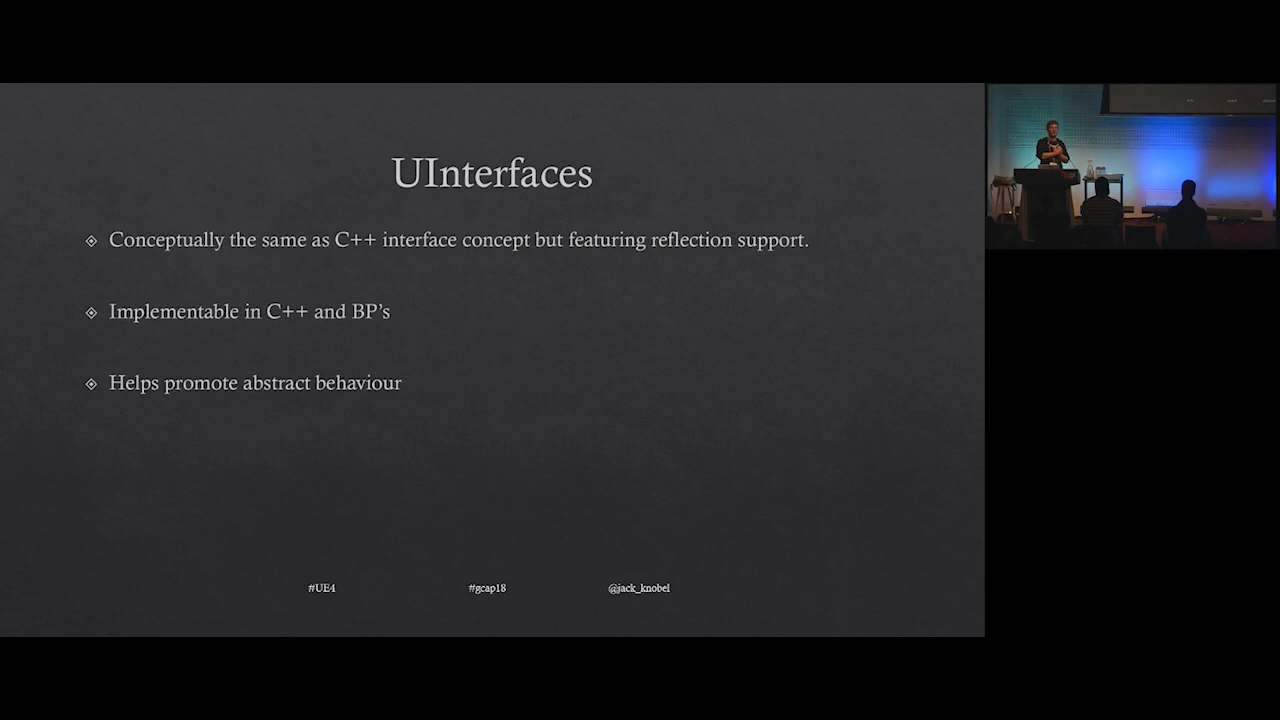 UInterfaces
Conceptually the same as C++ interface concept but featuring reflection support.
Implementable in C++ and BP's
Helps promote abstract behaviour
#UE4
#gcap18
@jack_knobel